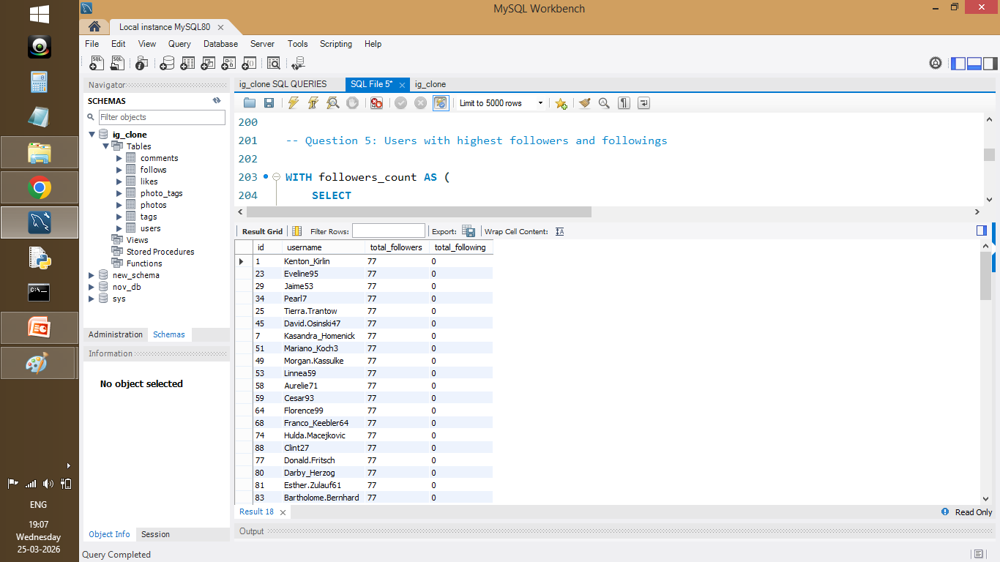 MySQL Workbench
Local instance MySQL80
File Edit View Query Database Server Tools Scripting Help
Navigator
SCHEMAS
Filter objects
ig_clone
Tables
comments
follows
likes
photo_tags
photos
tags
users
Views
Stored Procedures
Functions
new_schema
nov_db
sys
Administration Schemas
Information
No object selected
Object Info Session
Query Completed
ig_clone SQL QUERIES SQL File 5* ig_clone
Limit to 5000 rows
200
201 -- Question 5: Users with highest followers and followings
202
203 WITH followers_count AS (
204 SELECT
Result Grid Filter Rows: Export: Wrap Cell Content:
id username total_followers total_following
1 Kenton_Kirlin 77 0
23 Eveline95 77 0
29 Jaime53 77 0
34 Pearl7 77 0
25 Tierra.Trantow 77 0
45 David.Osinski47 77 0
7 Kasandra_Homenick 77 0
51 Mariano_Koch3 77 0
49 Morgan.Kassulke 77 0
53 Linnea59 77 0
58 Aurelie71 77 0
59 Cesar93 77 0
64 Florence99 77 0
68 Franco_Keebler64 77 0
74 Hulda.Macejkovic 77 0
88 Clint27 77 0
77 Donald.Fritsch 77 0
80 Darby_Herzog 77 0
81 Esther.Zulauf61 77 0
83 Bartholome.Bernhard 77 0
Result 18
Read Only
Output
ENG
19:07
Wednesday
25-03-2026